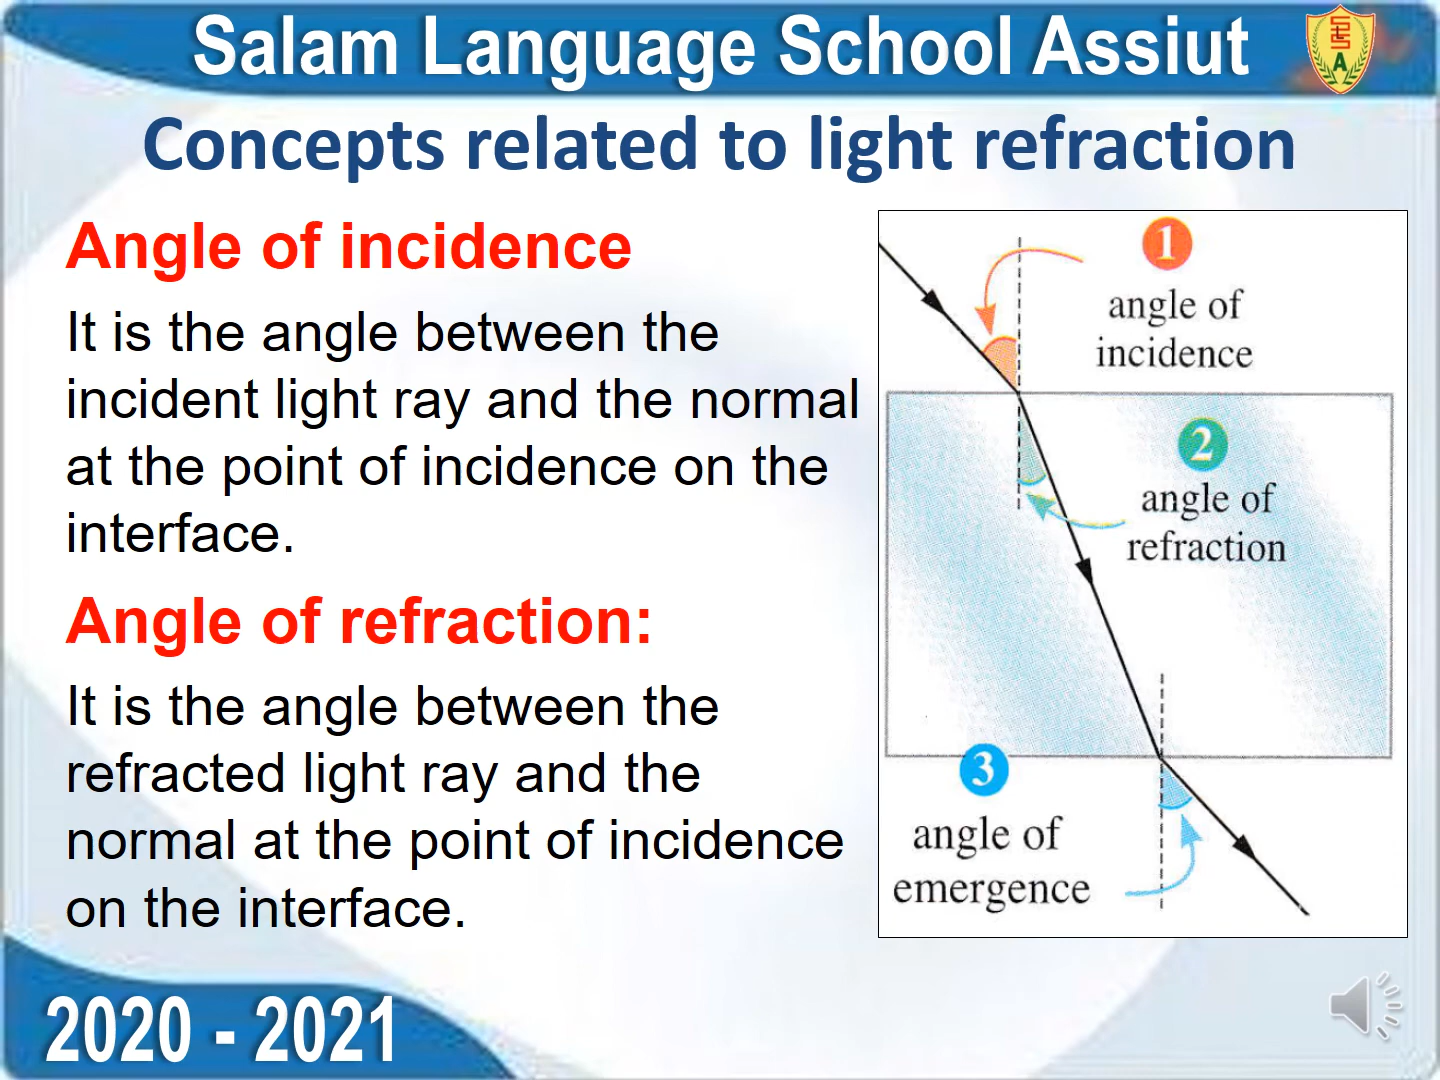 Salam Language School Assiut
Concepts related to light refraction
Angle of incidence
It is the angle between the
incident light ray and the normal
at the point of incidence on the
interface.
Angle of refraction:
It is the angle between the
refracted light ray and the
normal at the point of incidence
on the interface.
1
angle of
incidence
2
angle of
refraction
3
angle of
emergence
2020 - 2021